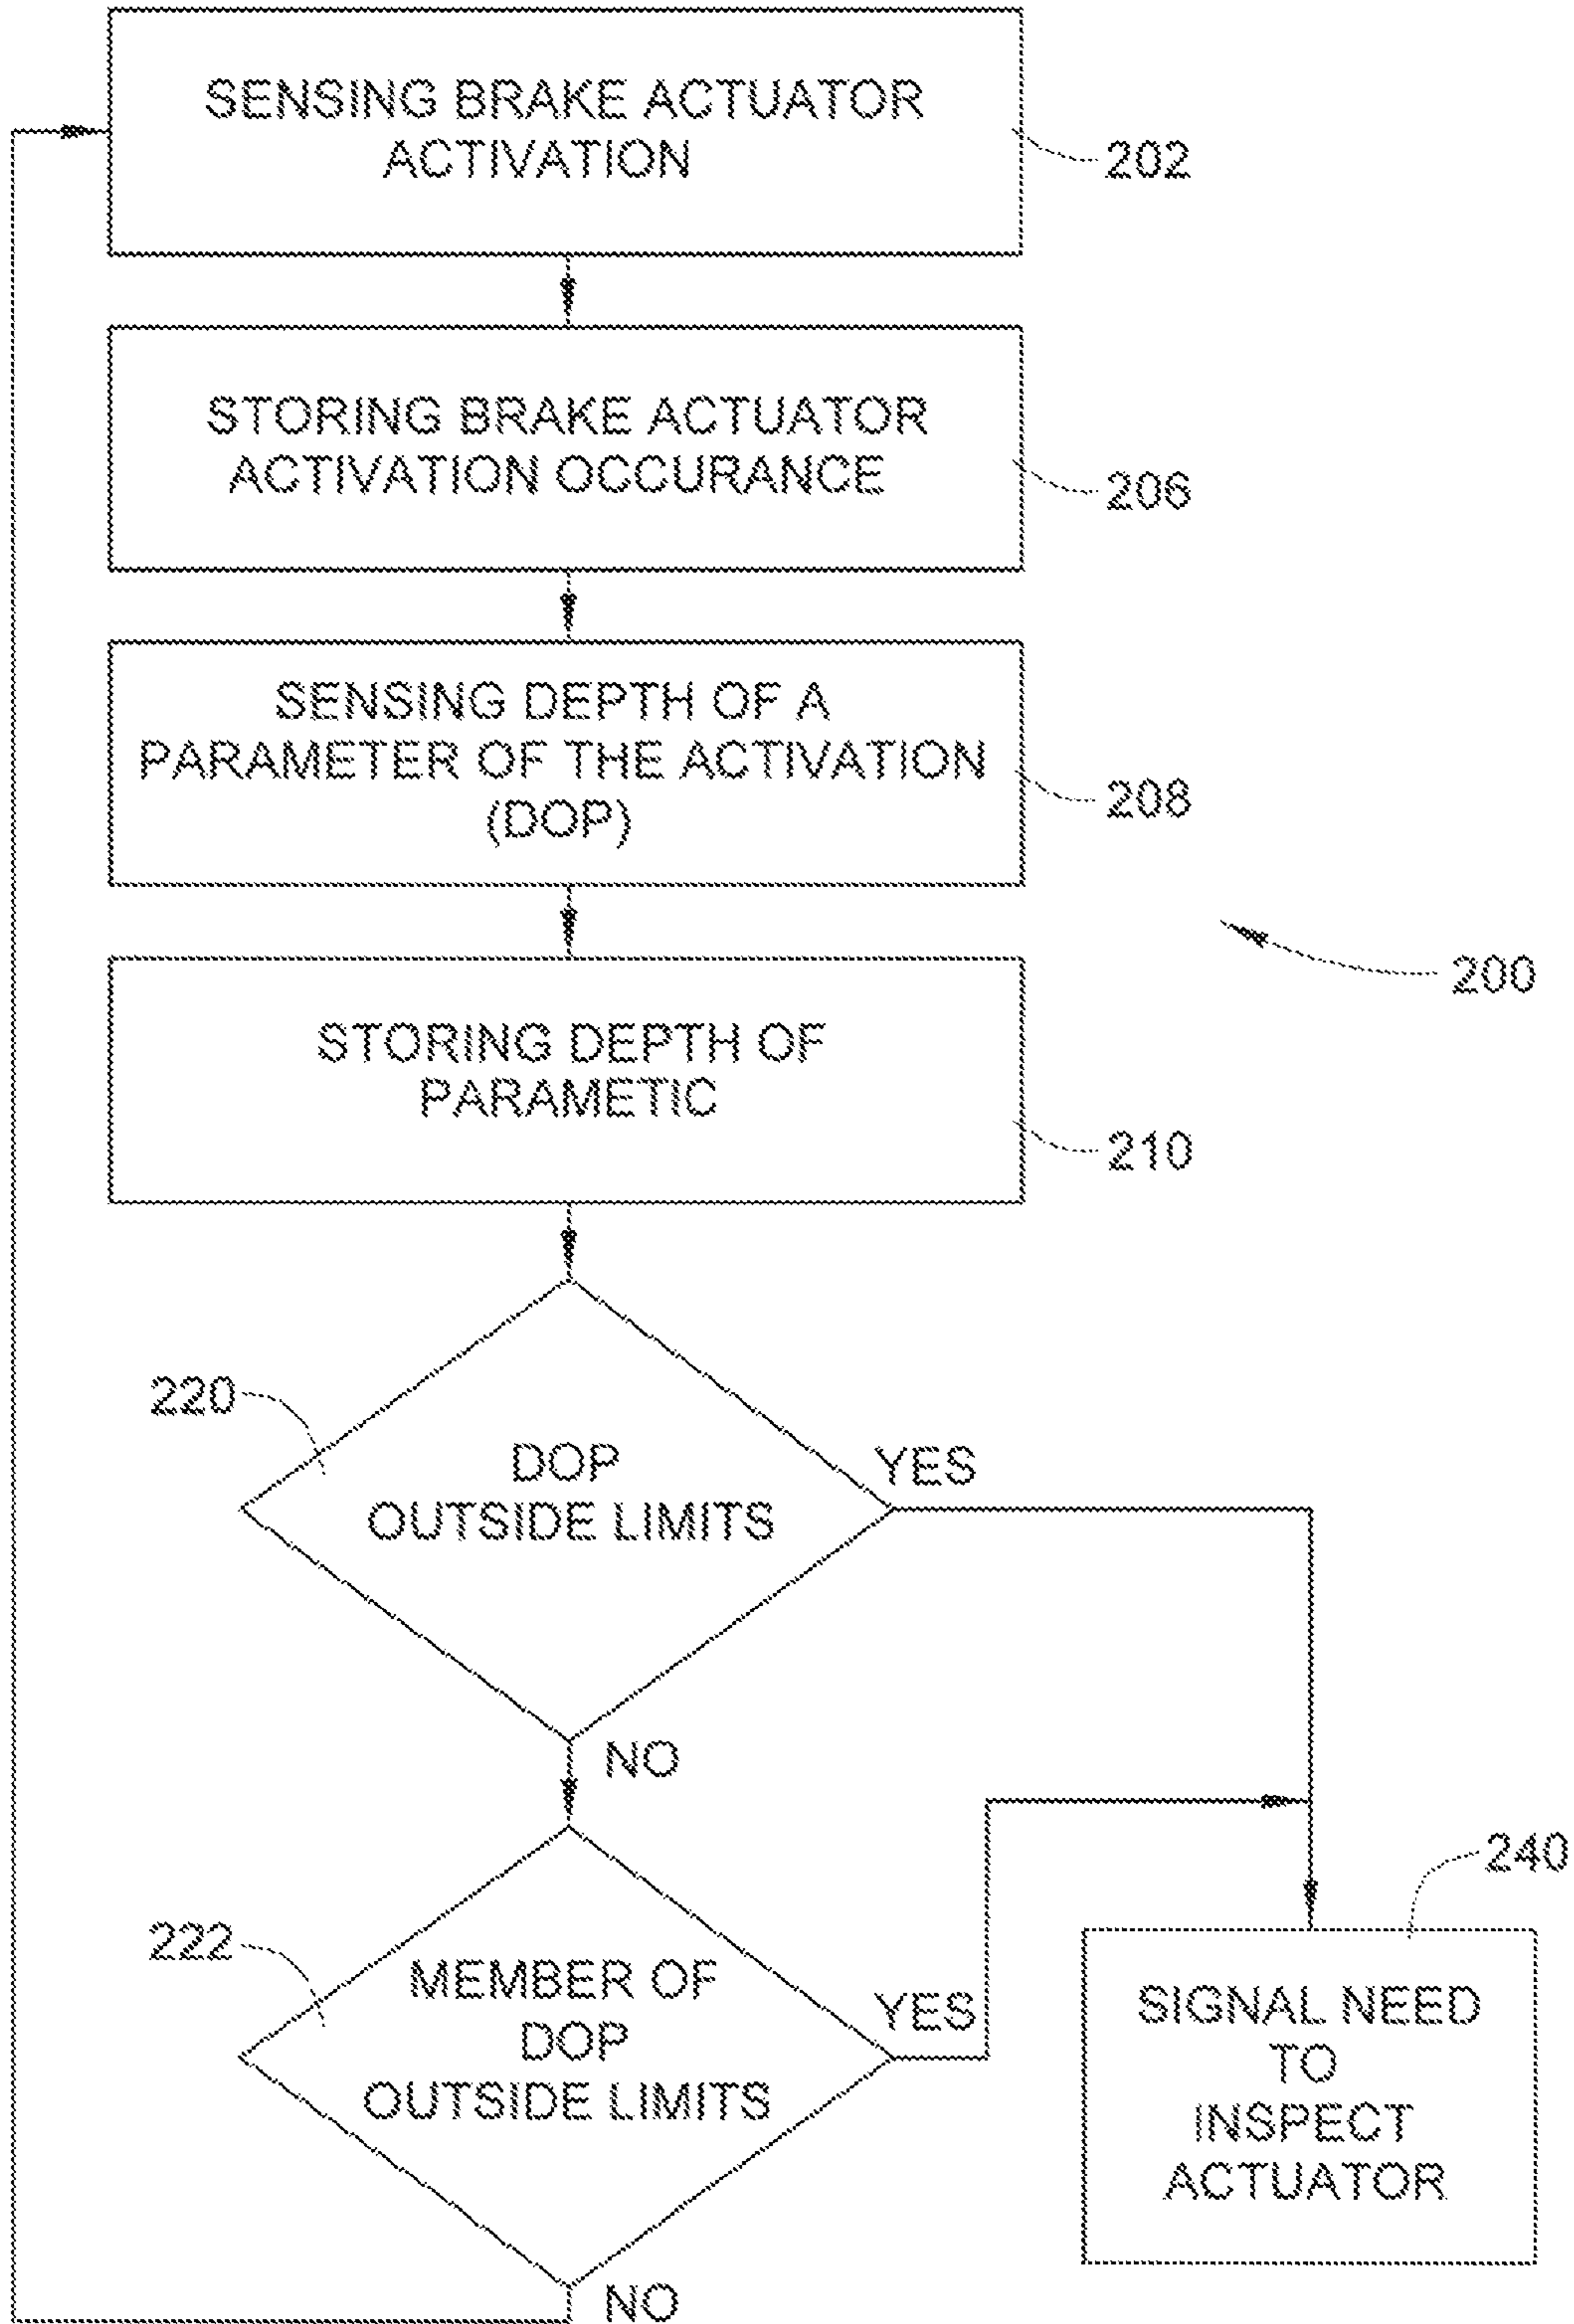 SENSING BRAKE ACTUATOR
ACTIVATION
202
STORING BRAKE ACTUATOR
ACTIVATION OCCURANCE
206
SENSING DEPTH OF A
PARAMETER OF THE ACTIVATION
(DOP)
208
200
STORING DEPTH OF
PARAMETIC
210
220
DOP
OUTSIDE LIMITS
YES
NO
222
MEMBER OF
DOP
OUTSIDE LIMITS
YES
NO
240
SIGNAL NEED
TO
INSPECT
ACTUATOR